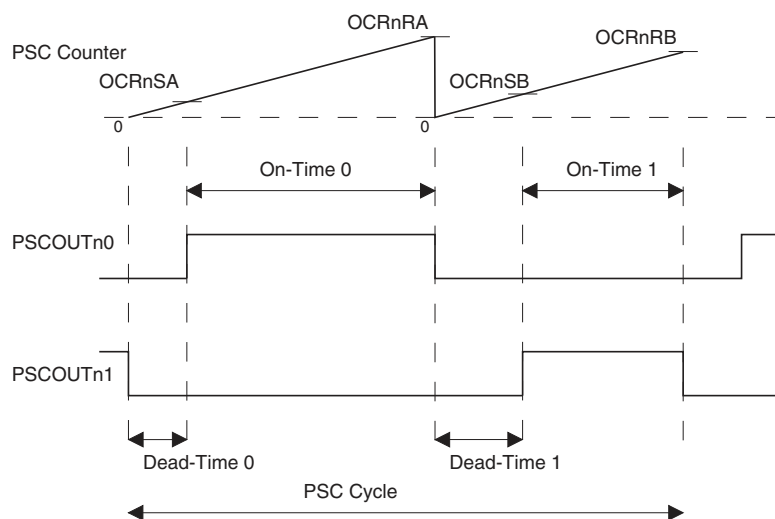 OCRnRA
PSC Counter
OCRnRB
OCRnSA
OCRnSB
0
0
On-Time 0
On-Time 1
PSCOUTn0
PSCOUTn1
Dead-Time 0
Dead-Time 1
PSC Cycle